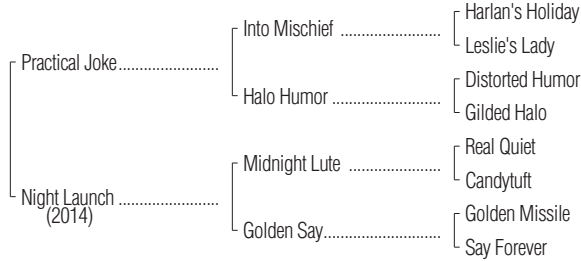 Harlan's Holiday
Into Mischief ........................
Leslie's Lady
Practical Joke........................
Distorted Humor
Halo Humor ..........................
Gilded Halo
Real Quiet
Midnight Lute ......................
Candytuft
Night Launch ........................
(2014)
Golden Missile
Golden Say............................
Say Forever